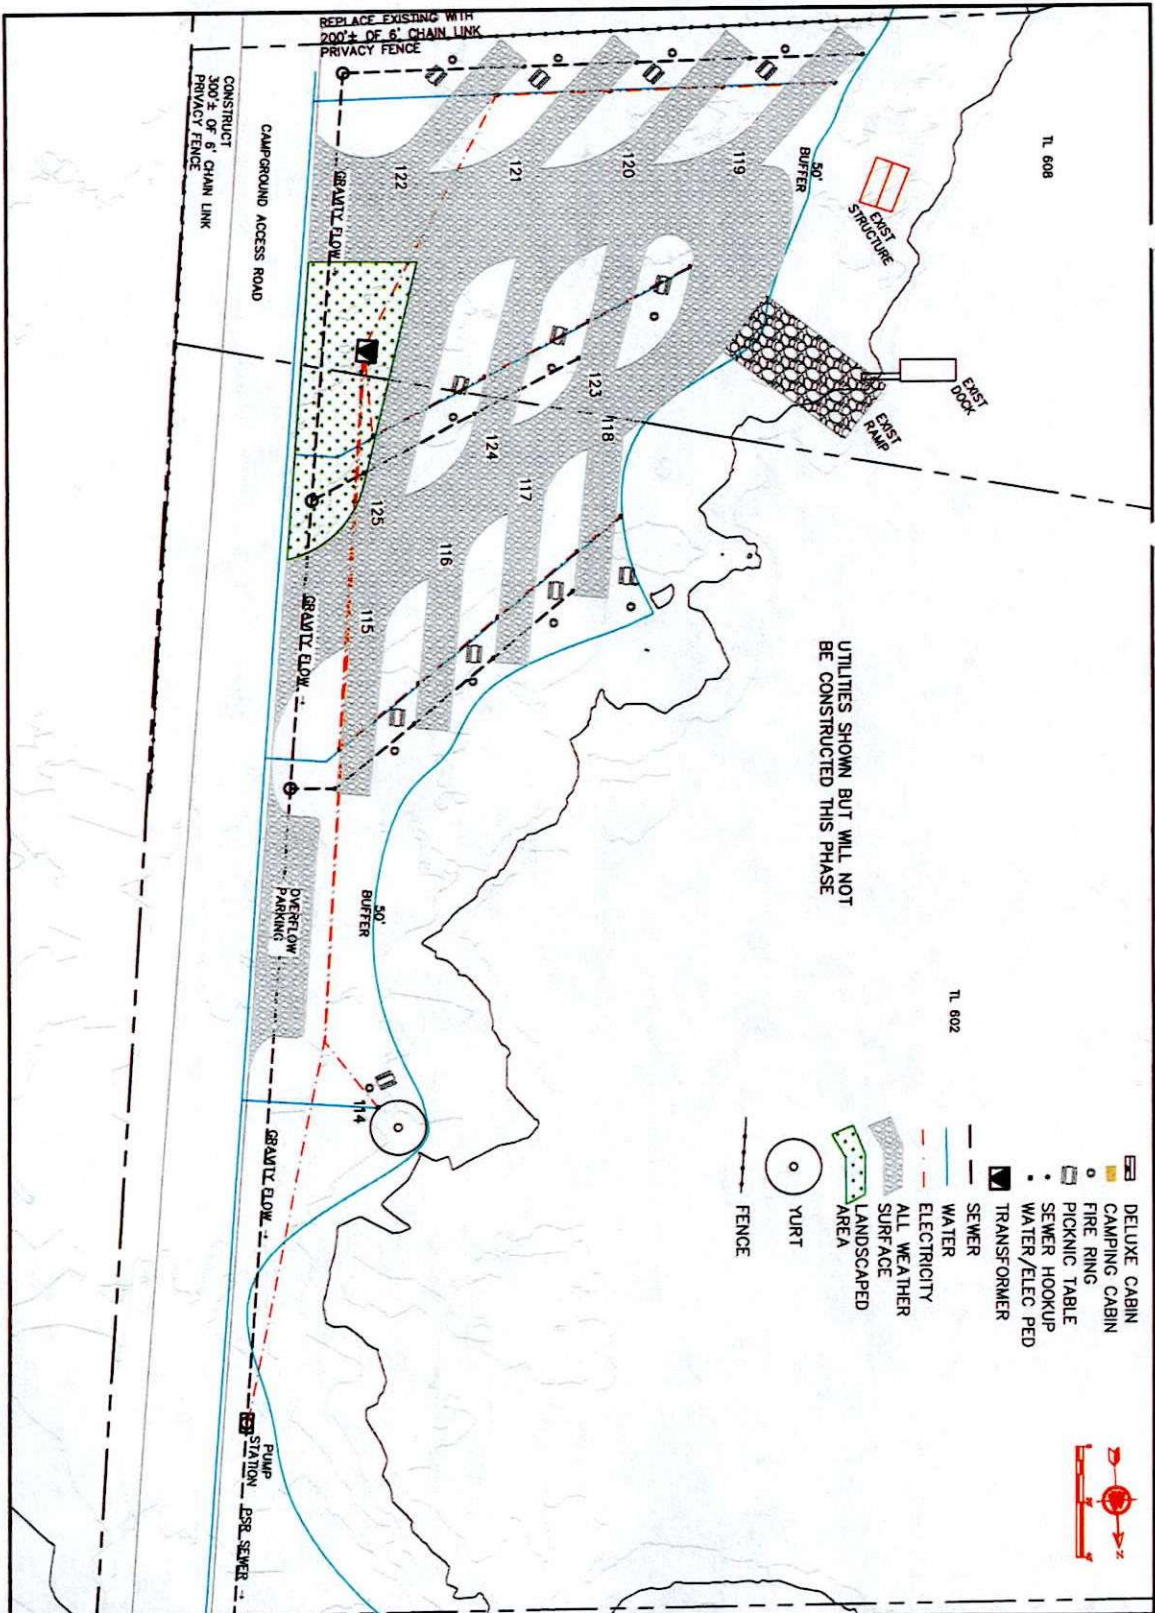 REPLACE EXISTING WITH
200'± OF 6' CHAIN LINK
PRIVACY FENCE
CONSTRUCT
300'± OF 6' CHAIN LINK
PRIVACY FENCE
CAMPGROUND ACCESS ROAD
GRAVITY FLOW →
122
121
120
119
50'
BUFFER
EXIST
STRUCTURE
TL 608
EXIST
DOCK
EXIST
RAMP
123
118
124
117
125
116
115
GRAVITY FLOW →
UTILITIES SHOWN BUT WILL NOT
BE CONSTRUCTED THIS PHASE
OVERFLOW
PARKING
50'
BUFFER
TL 602
114
GRAVITY FLOW →
PUMP
STATION
PSR SEWER →
DELUXE CABIN
CAMPING CABIN
FIRE RING
PICKNIC TABLE
SEWER HOOKUP
WATER/ELEC PED
TRANSFORMER
SEWER
WATER
ELECTRICITY
ALL WEATHER
SURFACE
LANDSCAPED
AREA
YURT
FENCE
Z